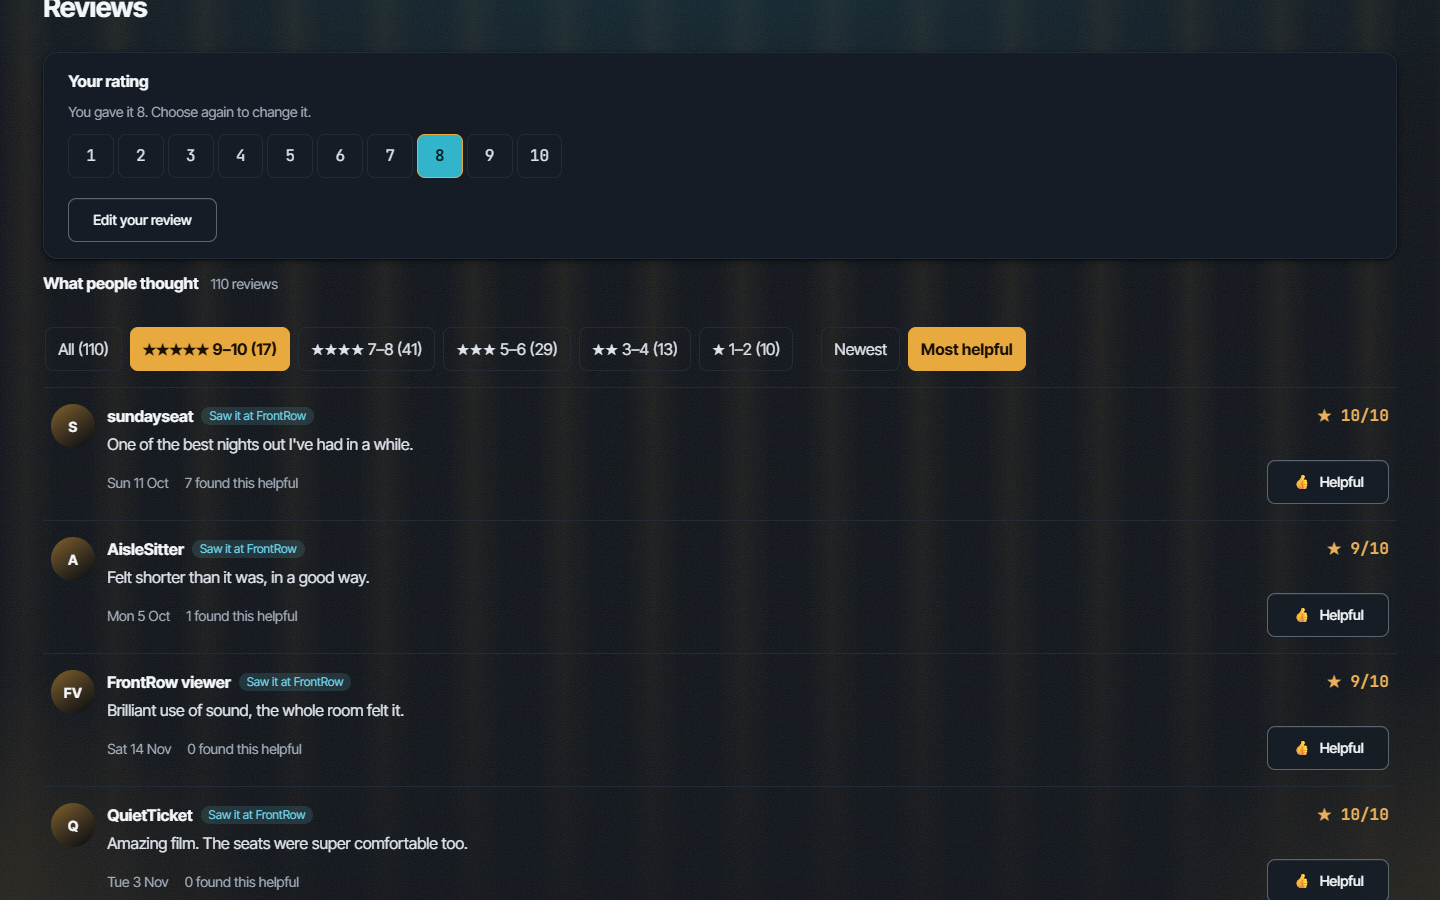 Reviews
Your rating
You gave it 8. Choose again to change it.
1 2 3 4 5 6 7 8 9 10
Edit your review
What people thought 110 reviews
All (110) ★★★★★ 9–10 (17) ★★★★ 7–8 (41) ★★★ 5–6 (29) ★★ 3–4 (13) ★ 1–2 (10) Newest Most helpful
S sundayseat Saw it at FrontRow ★ 10/10
One of the best nights out I've had in a while.
Sun 11 Oct 7 found this helpful 👍 Helpful
A AisleSitter Saw it at FrontRow ★ 9/10
Felt shorter than it was, in a good way.
Mon 5 Oct 1 found this helpful 👍 Helpful
FV FrontRow viewer Saw it at FrontRow ★ 9/10
Brilliant use of sound, the whole room felt it.
Sat 14 Nov 0 found this helpful 👍 Helpful
Q QuietTicket Saw it at FrontRow ★ 10/10
Amazing film. The seats were super comfortable too.
Tue 3 Nov 0 found this helpful 👍 Helpful